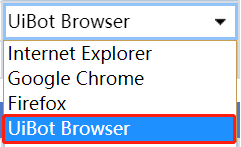 UiBot Browser
Internet Explorer
Google Chrome
Firefox
UiBot Browser